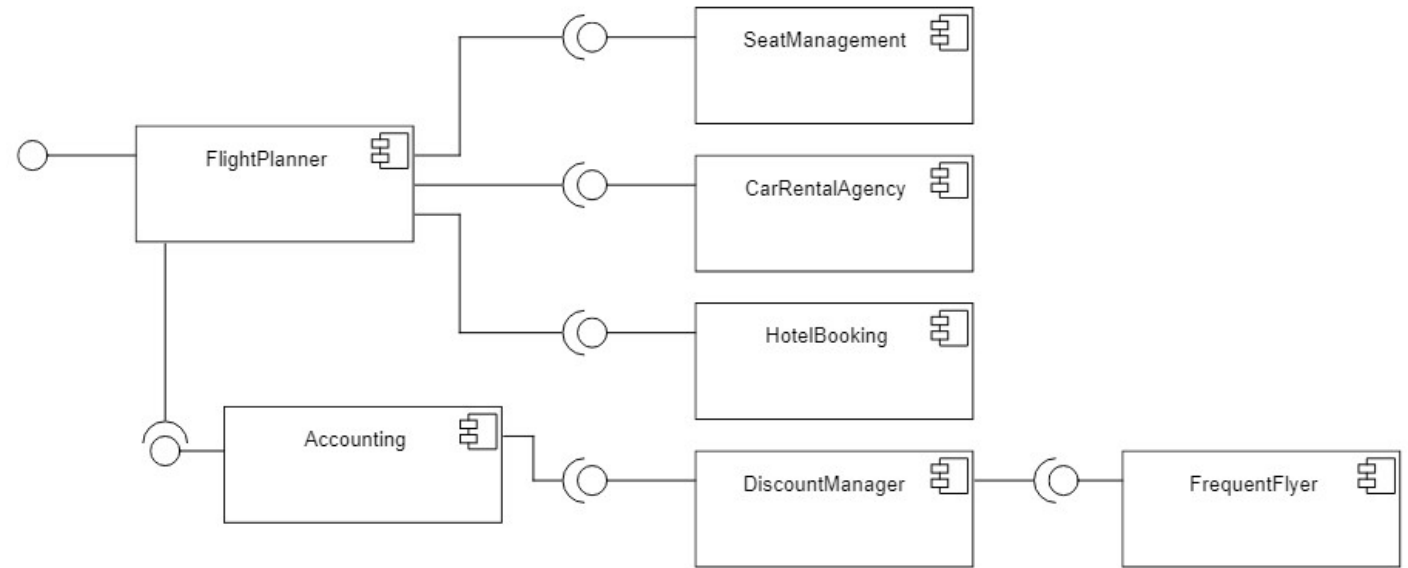 SeatManagement
FlightPlanner
CarRentalAgency
HotelBooking
Accounting
DiscountManager
FrequentFlyer